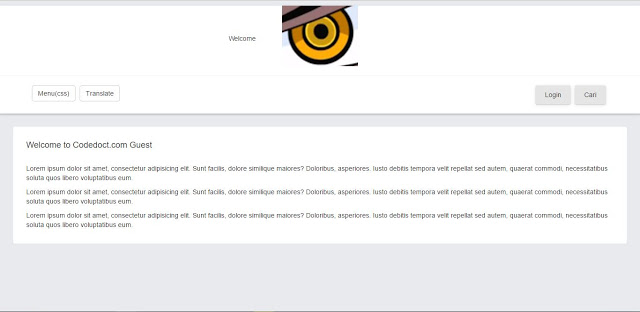 Welcome
Menu(css) Translate Login Cari
Welcome to Codedoct.com Guest
Lorem ipsum dolor sit amet, consectetur adipisicing elit. Sunt facilis, dolore similique maiores? Doloribus, asperiores. Iusto debitis tempora velit repellat sed autem, quaerat commodi, necessitatibus
soluta quos libero voluptatibus eum.
Lorem ipsum dolor sit amet, consectetur adipisicing elit. Sunt facilis, dolore similique maiores? Doloribus, asperiores. Iusto debitis tempora velit repellat sed autem, quaerat commodi, necessitatibus
soluta quos libero voluptatibus eum.
Lorem ipsum dolor sit amet, consectetur adipisicing elit. Sunt facilis, dolore similique maiores? Doloribus, asperiores. Iusto debitis tempora velit repellat sed autem, quaerat commodi, necessitatibus
soluta quos libero voluptatibus eum.